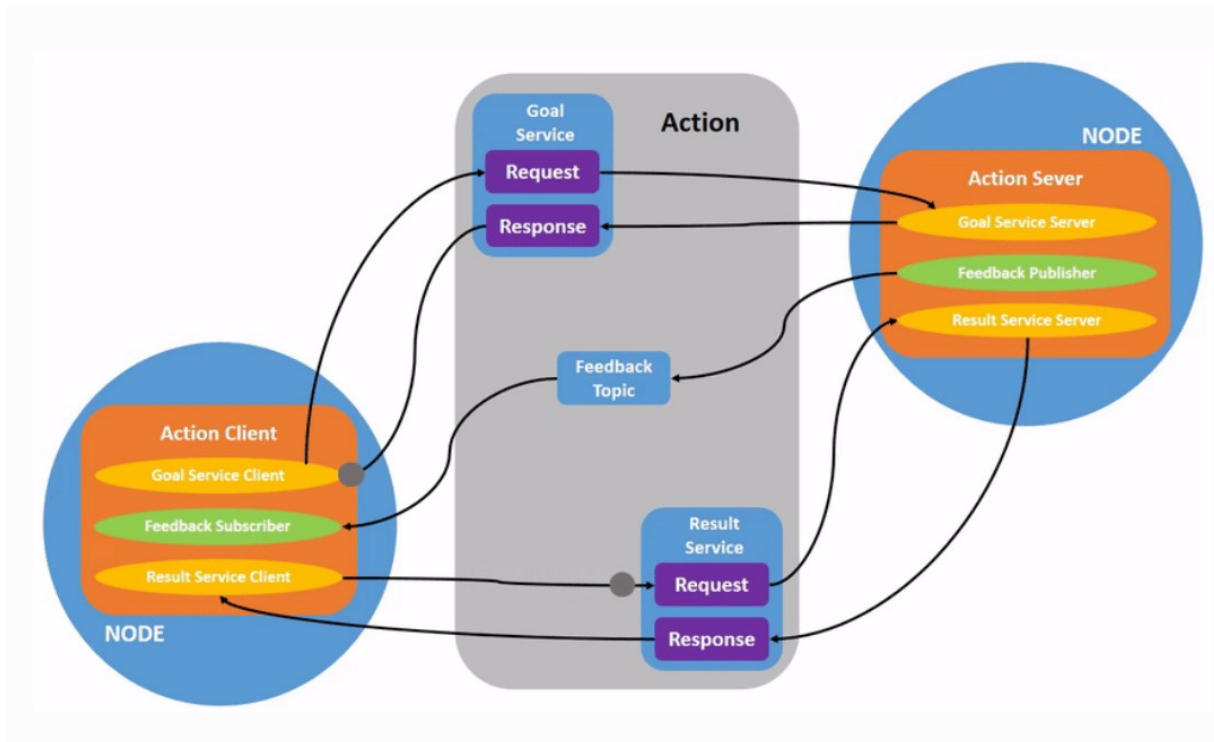 Goal
Service
Request
Response
Action
NODE
Action Sever
Goal Service Server
Feedback Publisher
Result Service Server
Feedback
Topic
Action Client
Goal Service Client
Feedback Subscriber
Result Service Client
NODE
Result
Service
Request
Response